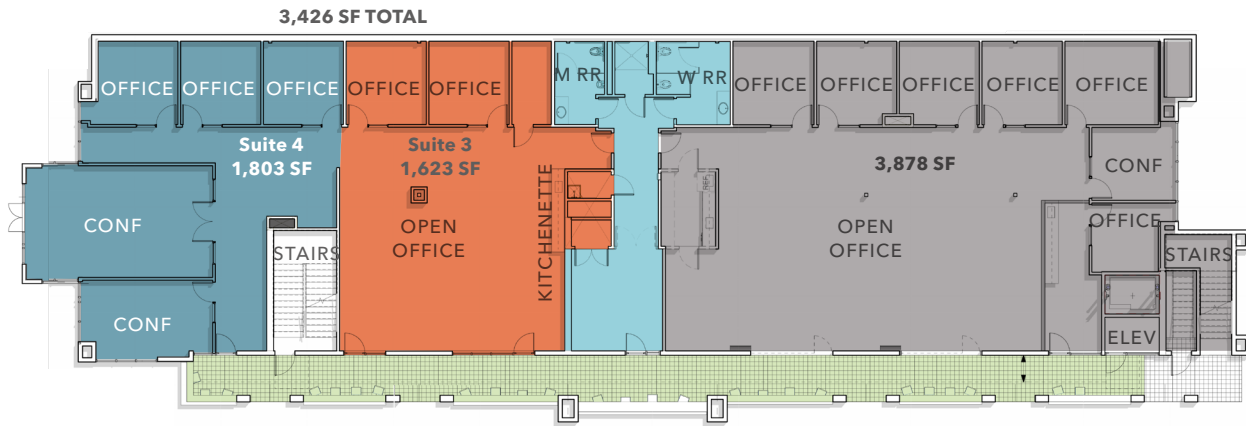 3,426 SF TOTAL
OFFICE
OFFICE
OFFICE
OFFICE
OFFICE
M RR
W RR
OFFICE
OFFICE
OFFICE
OFFICE
OFFICE
Suite 4
1,803 SF
Suite 3
1,623 SF
3,878 SF
CONF
REF
KITCHENETTE
CONF
OPEN
OFFICE
OPEN
OFFICE
OFFICE
STAIRS
STAIRS
CONF
ELEV